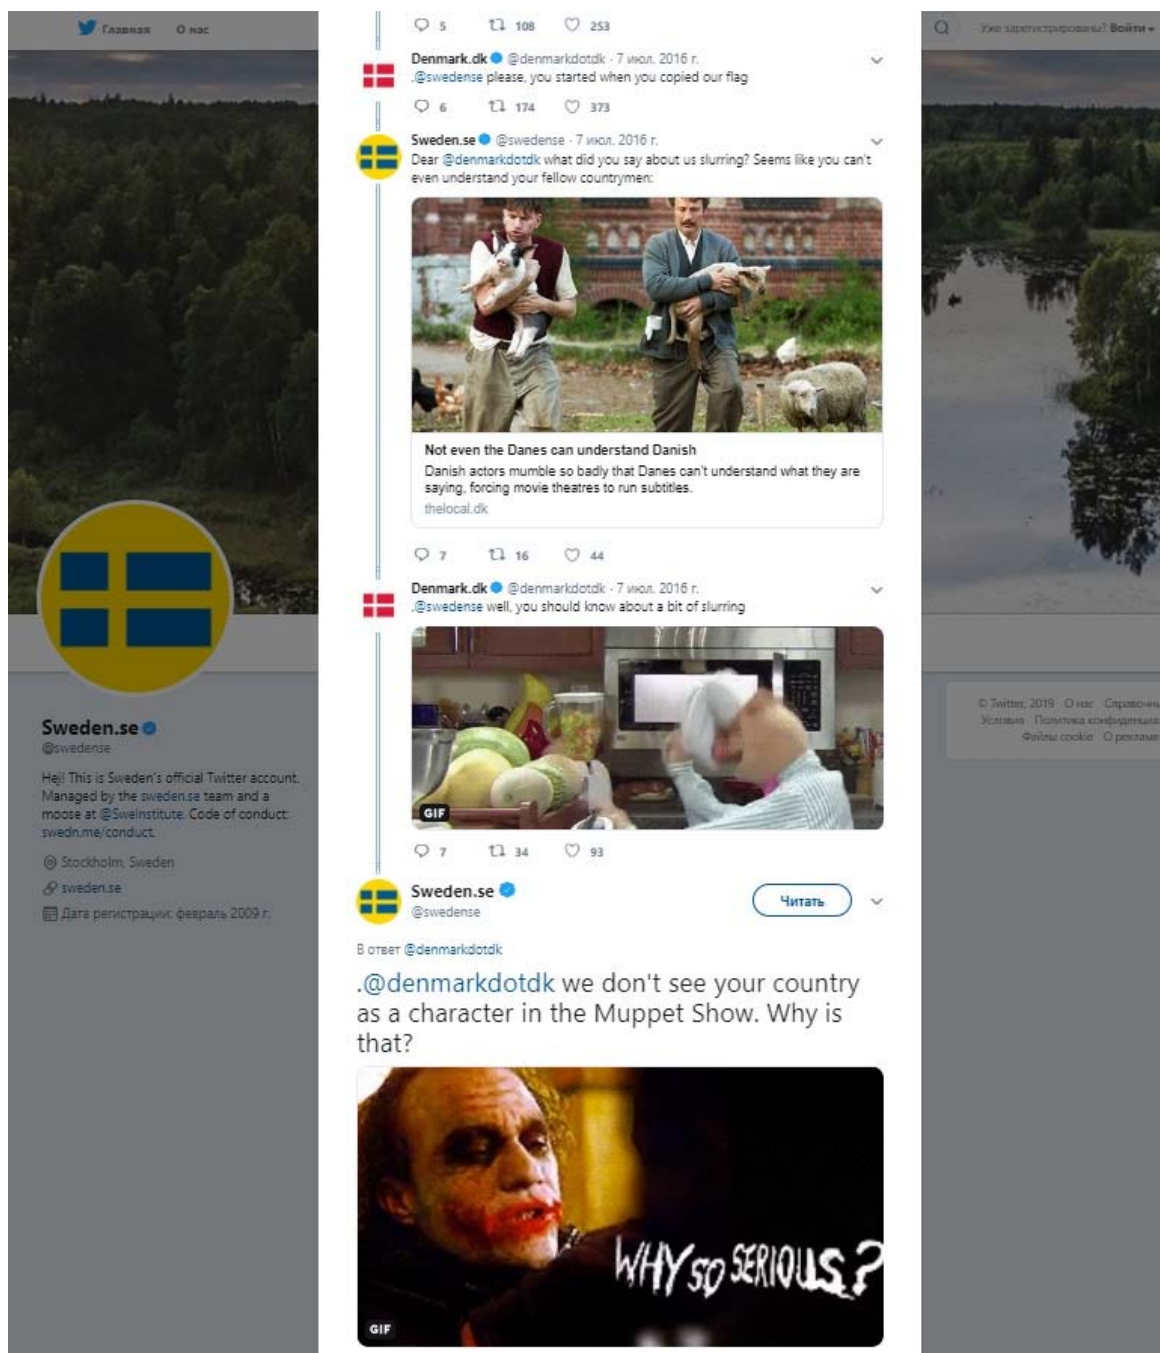 Главная О нас
Уже зарегистрированы? Войти
5 108 253
Denmark.dk @denmarkdotdk · 7 июл. 2016 г.
.@swedense please, you started when you copied our flag
6 174 373
Sweden.se @swedense · 7 июл. 2016 г.
Dear @denmarkdotdk what did you say about us slurring? Seems like you can't
even understand your fellow countrymen:
Not even the Danes can understand Danish
Danish actors mumble so badly that Danes can't understand what they are
saying, forcing movie theatres to run subtitles.
thelocal.dk
7 16 44
Denmark.dk @denmarkdotdk · 7 июл. 2016 г.
.@swedense well, you should know about a bit of slurring
GIF
7 34 93
Sweden.se
@swedense
Читать
В ответ @denmarkdotdk
.@denmarkdotdk we don't see your country
as a character in the Muppet Show. Why is
that?
WHY SO SERIOUS?
GIF
Sweden.se
@swedense
Hej! This is Sweden's official Twitter account.
Managed by the sweden.se team and a
moose at @SweInstitute. Code of conduct:
swedn.me/conduct.
Stockholm, Sweden
sweden.se
Дата регистрации: февраль 2009 г.
© Twitter, 2019 О нас
Условия Политика
Файлы cookie О рекламе